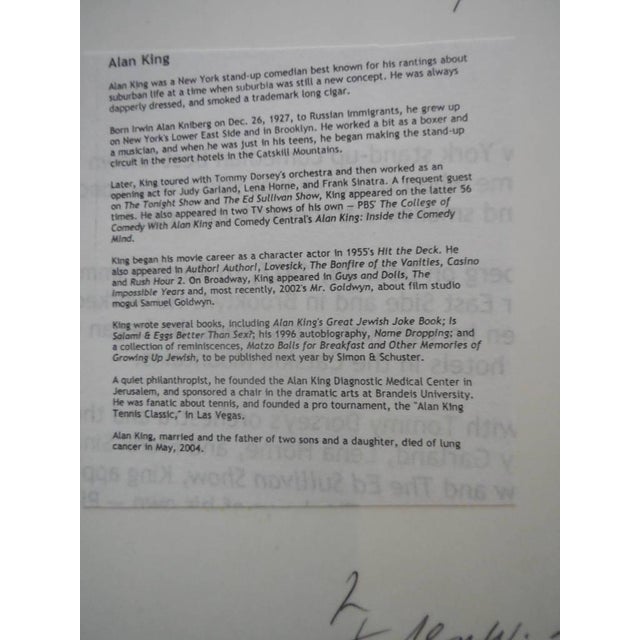 Alan King
Alan King was a New York stand-up comedian best known for his rantings about
suburban life at a time when suburbia was still a new concept. He was always
dapperly dressed, and smoked a trademark long cigar.
Born Irwin Alan Kniberg on Dec. 26, 1927, to Russian immigrants, he grew up
on New York's Lower East Side and in Brooklyn. He worked a bit as a boxer and
a musician, and when he was just in his teens, he began making the stand-up
circuit in the resort hotels in the Catskill Mountains.
Later, King toured with Tommy Dorsey's orchestra and then worked as an
opening act for Judy Garland, Lena Horne, and Frank Sinatra. A frequent guest
on The Tonight Show and The Ed Sullivan Show, King appeared on the latter 56
times. He also appeared in two TV shows of his own — PBS' The College of
Comedy With Alan King and Comedy Central's Alan King: Inside the Comedy
Mind.
King began his movie career as a character actor in 1955's Hit the Deck. He
also appeared in Author! Author!, Lovesick, The Bonfire of the Vanities, Casino
and Rush Hour 2. On Broadway, King appeared in Guys and Dolls, The
Impossible Years and, most recently, 2002's Mr. Goldwyn, about film studio
mogul Samuel Goldwyn.
King wrote several books, including Alan King's Great Jewish Joke Book; Is
Salami & Eggs Better Than Sex?; his 1996 autobiography, Name Dropping; and
a collection of reminiscences, Matzo Balls for Breakfast and Other Memories of
Growing Up Jewish, to be published next year by Simon & Schuster.
A quiet philanthropist, he founded the Alan King Diagnostic Medical Center in
Jerusalem, and sponsored a chair in the dramatic arts at Brandeis University.
He was fanatic about tennis, and founded a pro tournament, the "Alan King
Tennis Classic," in Las Vegas.
Alan King, married and the father of two sons and a daughter, died of lung
cancer in May, 2004.